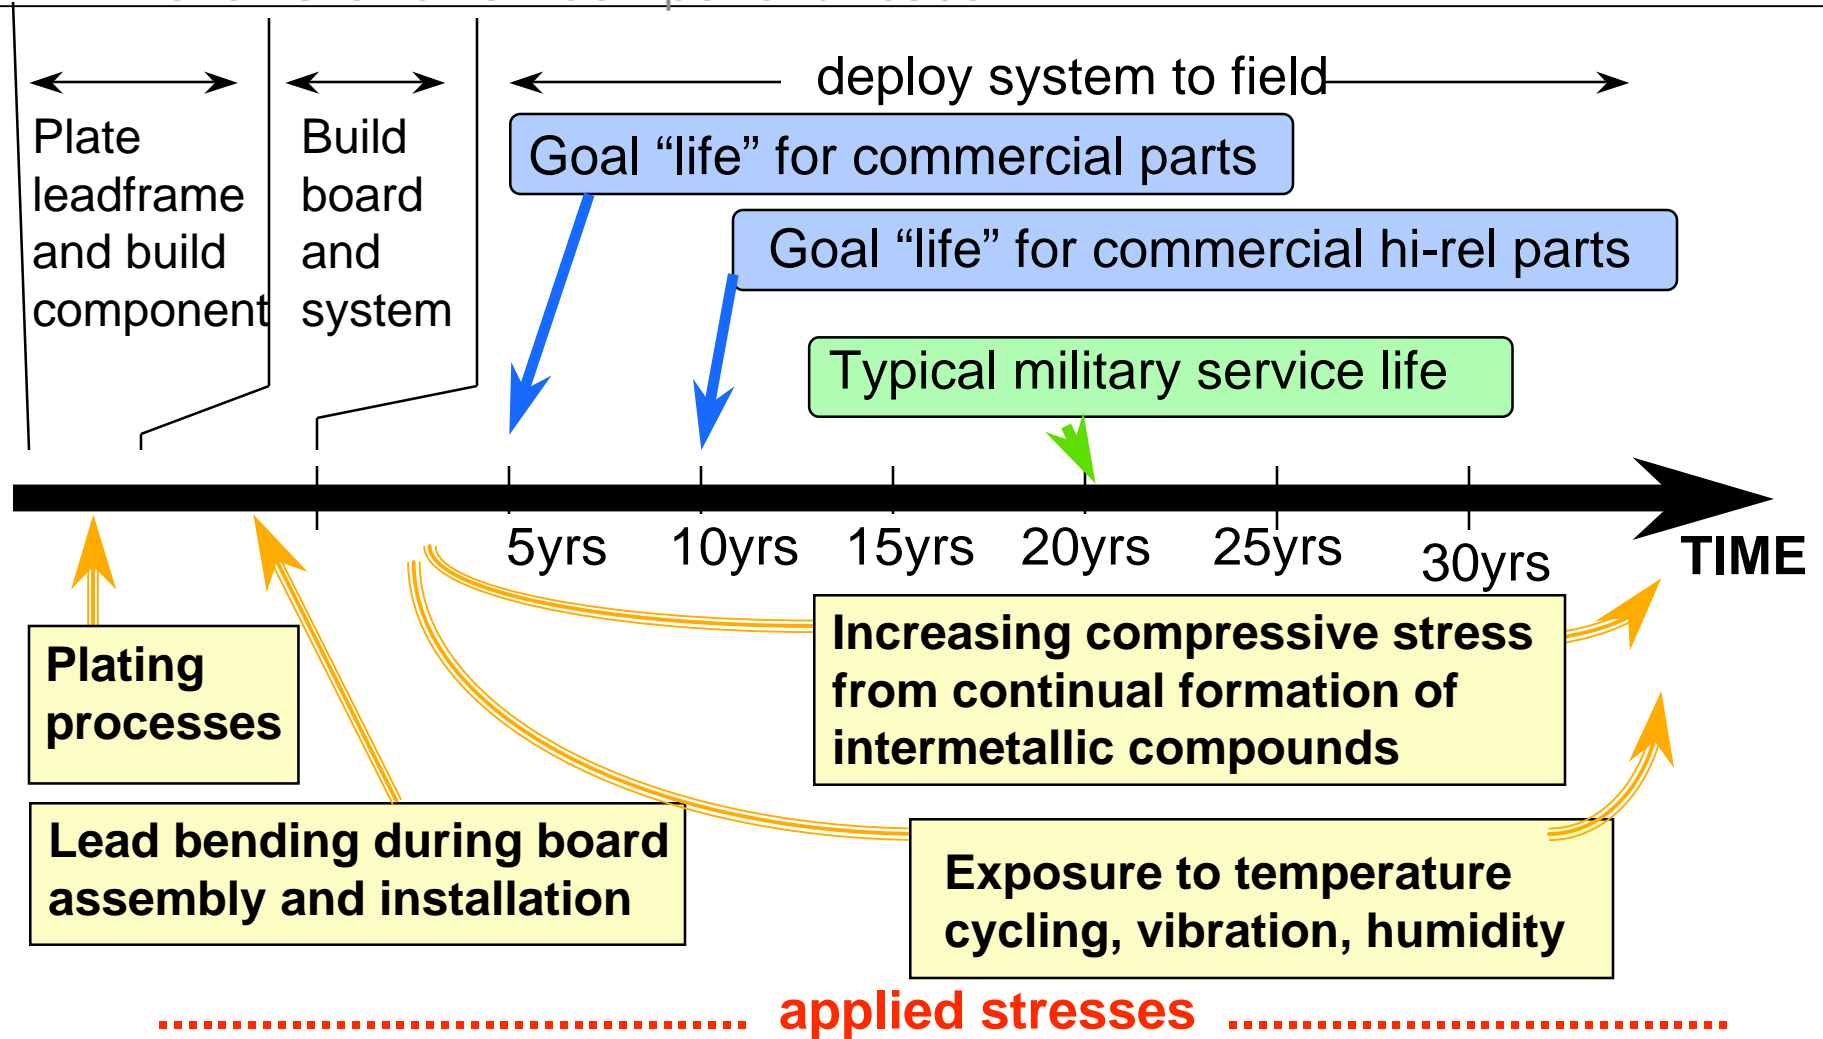 deploy system to field
Plate
leadframe
and build
component
Build
board
and
system
Goal “life” for commercial parts
Goal “life” for commercial hi-rel parts
Typical military service life
5yrs
10yrs
15yrs
20yrs
25yrs
30yrs
TIME
Plating
processes
Increasing compressive stress
from continual formation of
intermetallic compounds
Lead bending during board
assembly and installation
Exposure to temperature
cycling, vibration, humidity
applied stresses